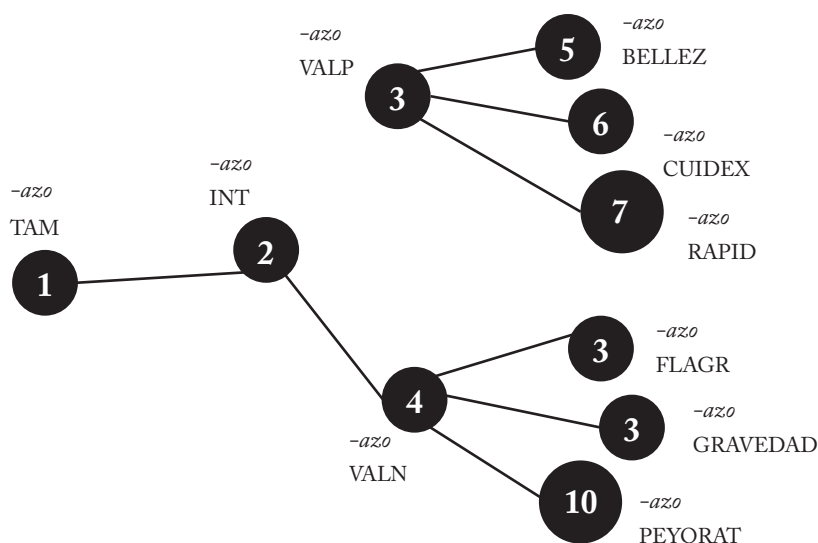 -azo
VALP
3
5
-azo
BELLEZ
6
-azo
CUIDEX
7
-azo
RAPID
-azo
TAM
1
-azo
INT
2
4
-azo
VALN
3
-azo
FLAGR
3
-azo
GRAVEDAD
10
-azo
PEYORAT